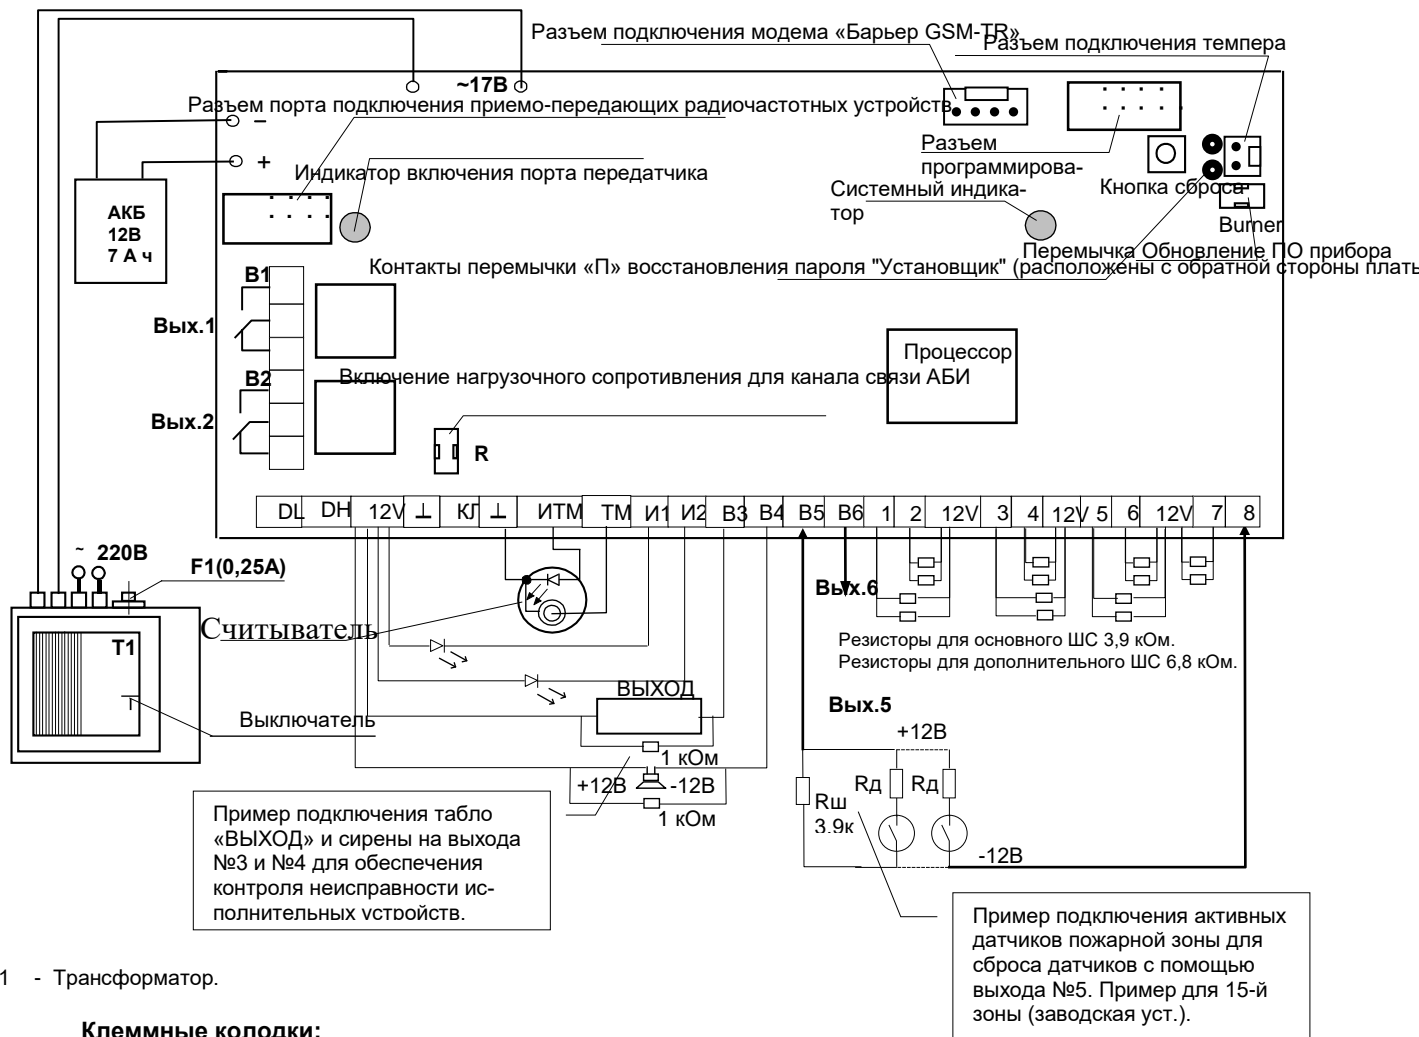 Разъем подключения модема «Барьер GSM-TR»
Разъем подключения темпера
~17В
Разъем порта подключения приемо-передающих радиочастотных устройств
−
+
Индикатор включения порта передатчика
Разъем
программирова-
Системный индика-
тор
Кнопка сброса
Burner
Перемычка Обновление ПО прибора
АКБ
12В
7 А ч
Контакты перемычки «П» восстановления пароля "Установщик" (расположены с обратной стороны платы
В1
Вых.1
В2
Вых.2
Включение нагрузочного сопротивления для канала связи АБИ
Процессор
R
DL DH 12V ⊥ КЛ ⊥ ИТМ ТМ И1 И2 В3 В4 В5 В6 1 2 12V 3 4 12V 5 6 12V 7 8
~ 220В
F1(0,25А)
Вых.6
Считыватель
Т1
Резисторы для основного ШС 3,9 кОм.
Резисторы для дополнительного ШС 6,8 кОм.
ВЫХОД
Выключатель
Вых.5
+12В
1 кОм
+12В -12В
1 кОм
Rд Rд
Rш
3.9к
-12В
Пример подключения табло
«ВЫХОД» и сирены на выхода
№3 и №4 для обеспечения
контроля неисправности ис-
полнительных устройств.
Пример подключения активных
датчиков пожарной зоны для
сброса датчиков с помощью
выхода №5. Пример для 15-й
зоны (заводская уст.).
1 - Трансформатор.
Клеммные колодки: